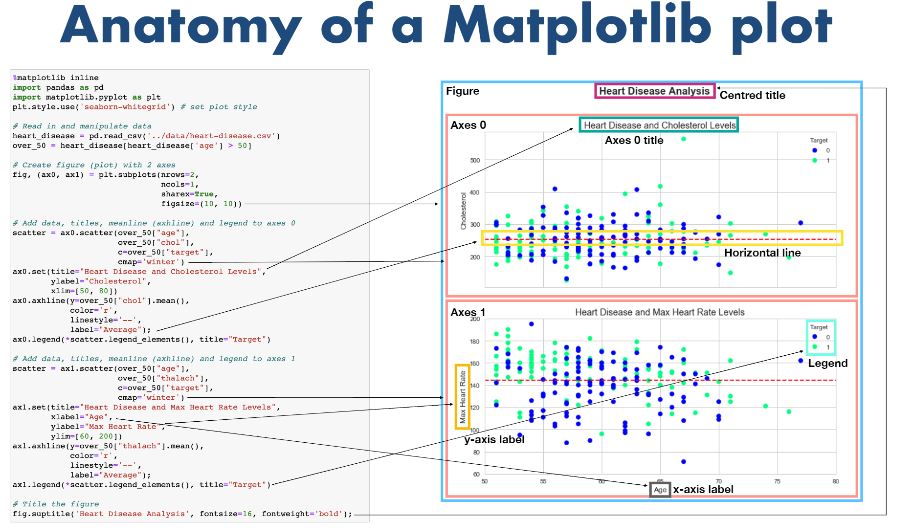 Anatomy of a Matplotlib plot
%matplotlib inline
import pandas as pd
import matplotlib.pyplot as plt
plt.style.use('seaborn-whitegrid') # set plot style
# Read in and manipulate data
heart_disease = pd.read_csv('../data/heart-disease.csv')
over_50 = heart_disease[heart_disease['age'] > 50]
# Create figure (plot) with 2 axes
fig, (ax0, ax1) = plt.subplots(nrows=2,
ncols=1,
sharex=True,
figsize=(10, 10))
# Add data, titles, meanline (axhline) and legend to axes 0
scatter = ax0.scatter(over_50["age"],
over_50["chol"],
c=over_50["target"],
cmap='winter')
ax0.set(title="Heart Disease and Cholesterol Levels",
ylabel="Cholesterol",
xlim=[50, 80])
ax0.axhline(y=over_50["chol"].mean(),
color='r',
linestyle='--',
label="Average");
ax0.legend(*scatter.legend_elements(), title="Target")
# Add data, titles, meanline (axhline) and legend to axes 1
scatter = ax1.scatter(over_50["age"],
over_50["thalach"],
c=over_50["target"],
cmap='winter')
ax1.set(title="Heart Disease and Max Heart Rate Levels",
xlabel="Age",
ylabel="Max Heart Rate",
ylim=[60, 200])
ax1.axhline(y=over_50["thalach"].mean(),
color='r',
linestyle='--',
label="Average");
ax1.legend(*scatter.legend_elements(), title="Target")
# Title the figure
fig.suptitle('Heart Disease Analysis', fontsize=16, fontweight='bold');
Figure
Heart Disease Analysis
Centred title
Axes 0
Heart Disease and Cholesterol Levels
Axes 0 title
Target
0
1
500
400
300
200
Cholesterol
Horizontal line
Axes 1
Heart Disease and Max Heart Rate Levels
Target
0
1
Legend
200
180
160
140
120
100
80
60
Max Heart Rate
y-axis label
50
55
60
65
70
75
80
Age
x-axis label